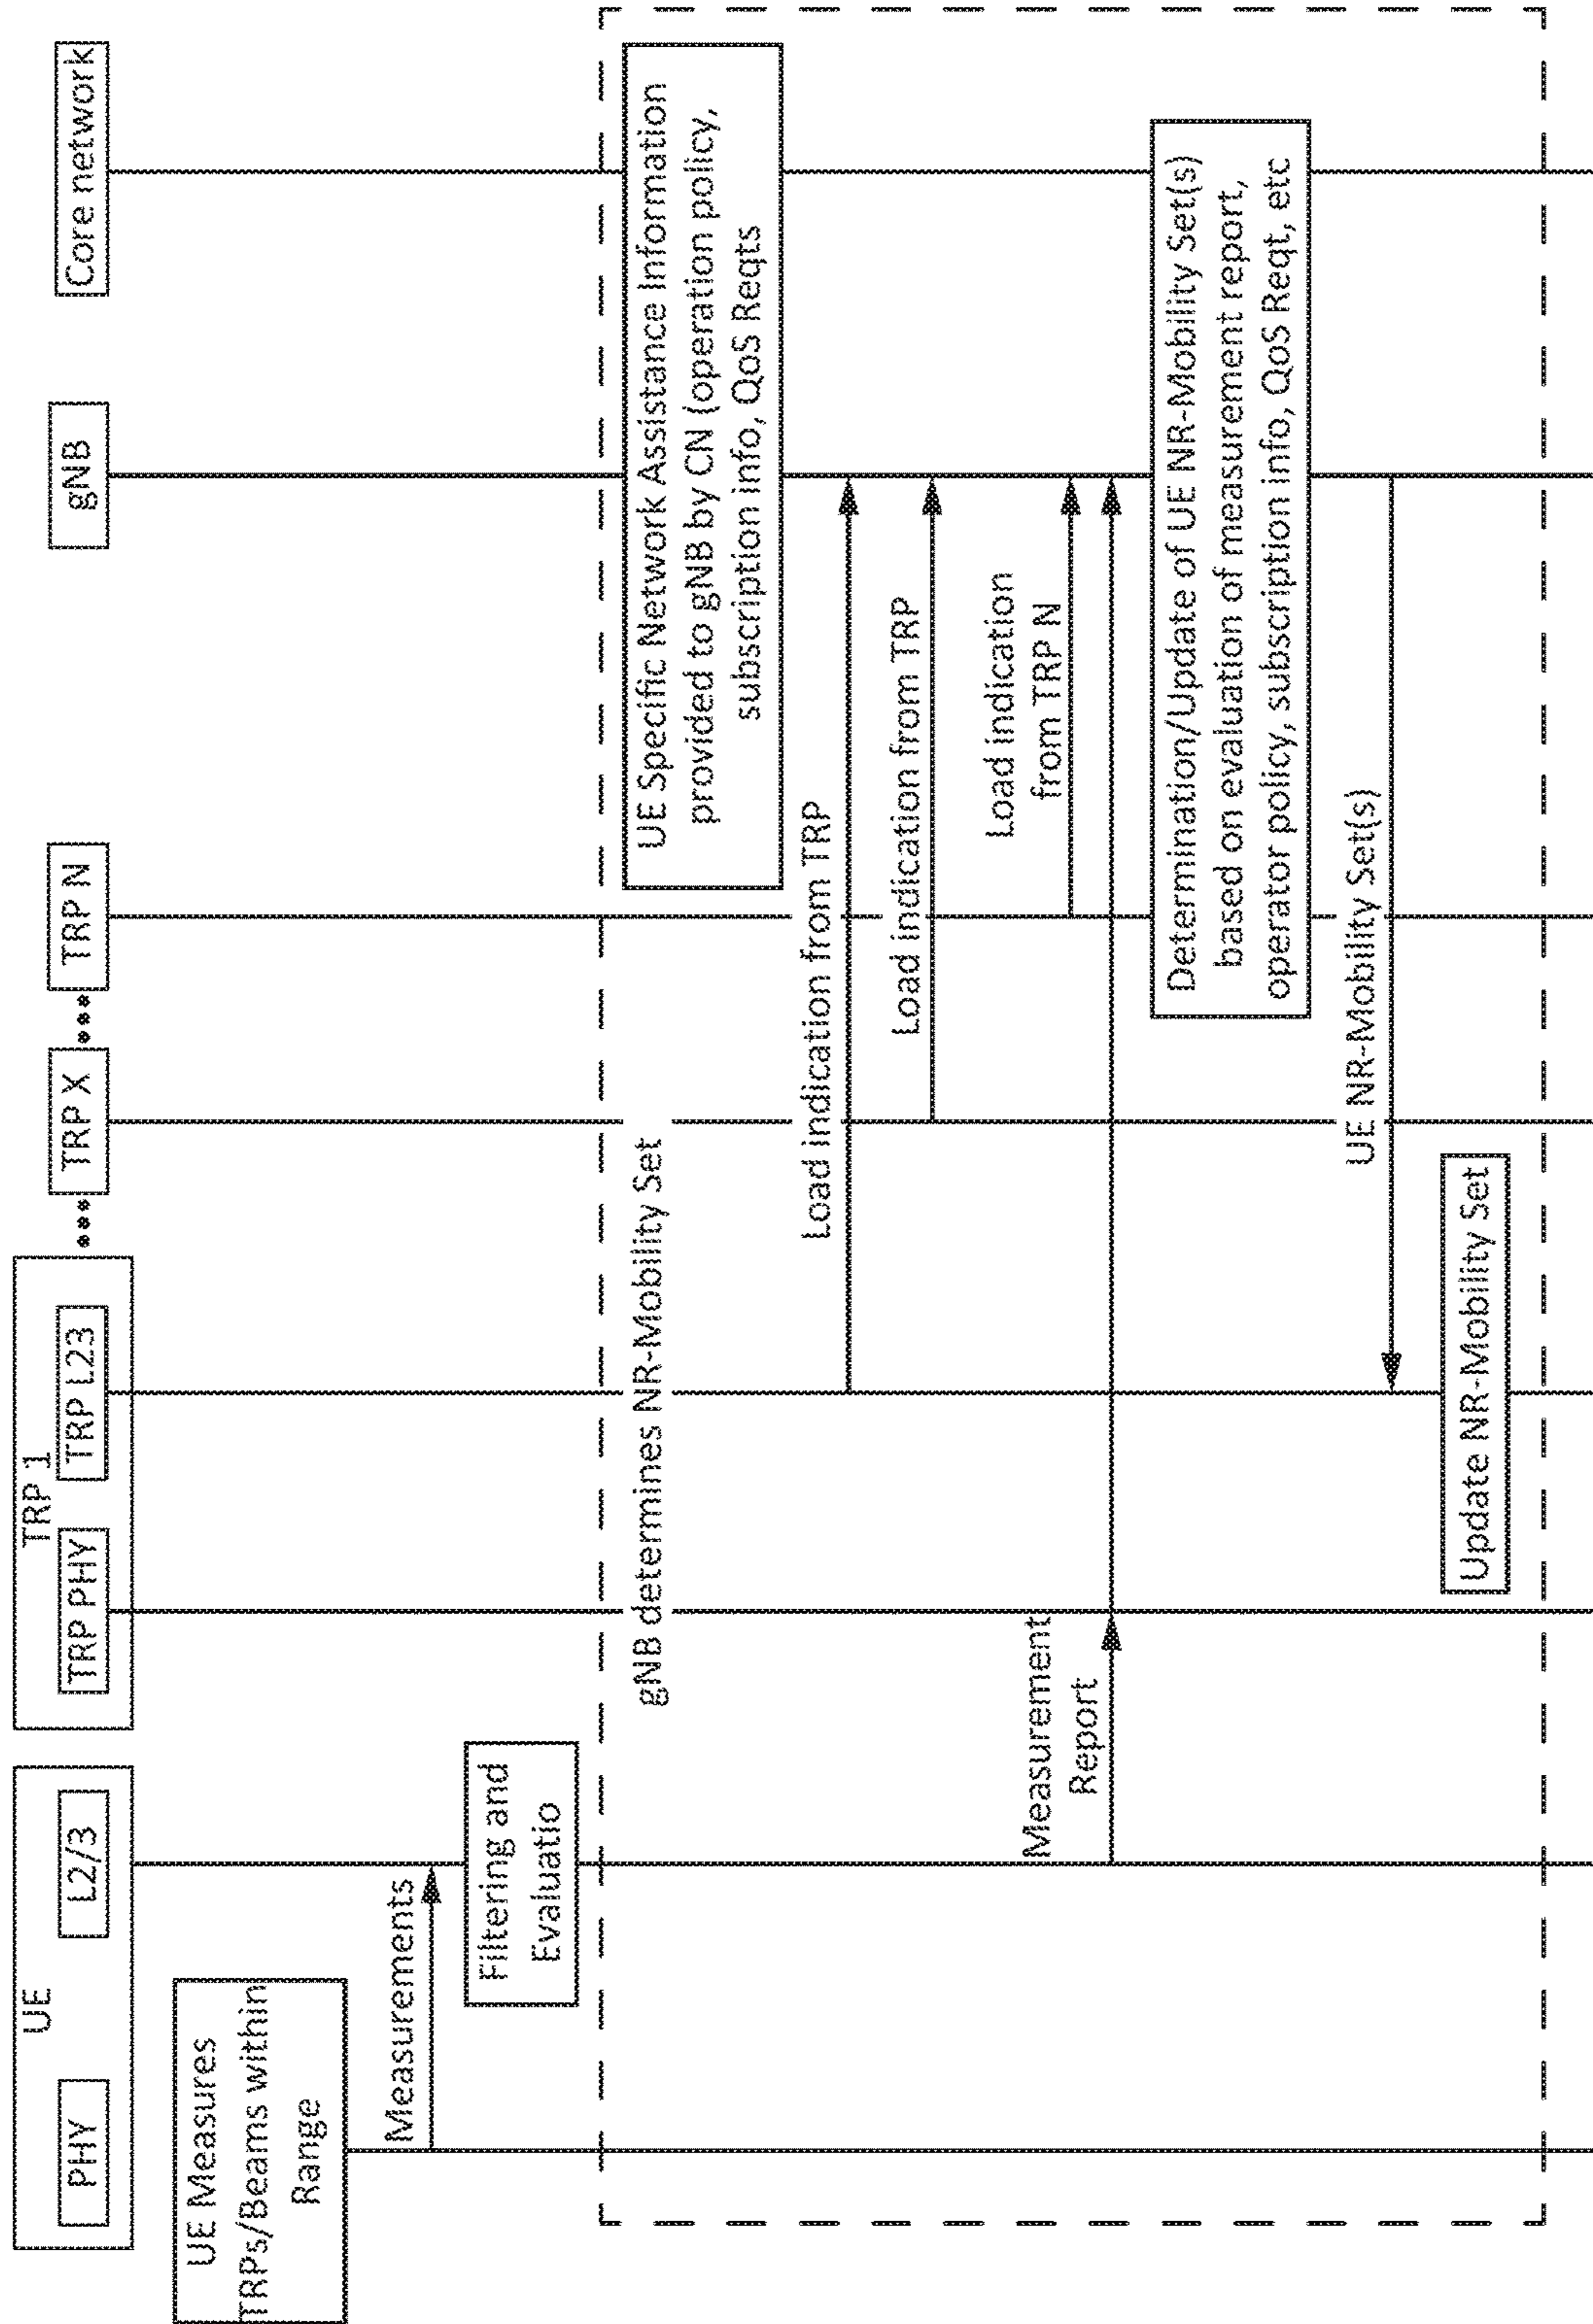 UE
PHY
L2/3
TRP 1
TRP PHY
TRP L23
TRP X
TRP N
gNB
Core network
UE Measures
TRPs/Beams within
Range
Measurements
Filtering and
Evaluatio
gNB determines NR-Mobility Set
UE Specific Network Assistance Information
provided to gNB by CN (operation policy,
subscription info, QoS Reqts
Load indication from TRP
Load indication from TRP
Load indication
from TRP N
Measurement
Report
Determination/Update of UE NR-Mobility Set(s)
based on evaluation of measurement report,
operator policy, subscription info, QoS Reqt, etc
UE NR-Mobility Set(s)
Update NR-Mobility Set